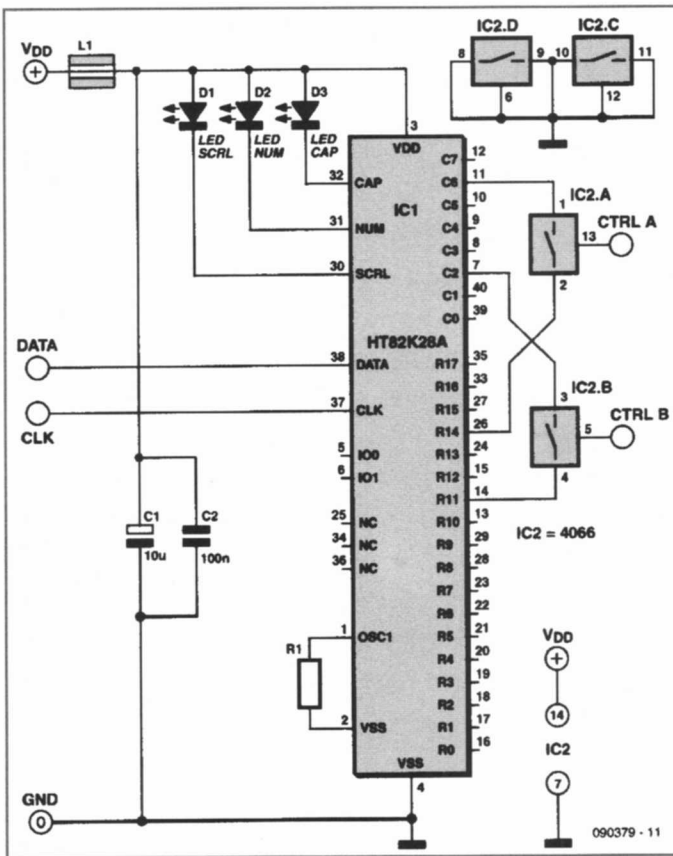 IC2.D
IC2.C
VDD
L1
8
9
10
11
6
12
D1
D2
D3
LED
SCRL
LED
NUM
LED
CAP
3
VDD
C7
12
32
CAP
C6
11
IC1
C5
10
IC2.A
31
NUM
C4
9
1
CTRL A
C3
8
13
30
SCRL
C2
7
C1
40
2
C0
39
HT82K28A
DATA
38
DATA
R17
35
R16
33
IC2.B
37
CLK
R15
27
3
CTRL B
CLK
R14
26
5
5
IO0
R13
24
6
IO1
R12
15
4
R11
14
C1
C2
25
NC
R10
13
IC2 = 4066
10u
100n
34
NC
R9
29
36
NC
R8
28
R7
23
R6
22
1
OSC1
R5
21
VDD
R1
R4
20
R3
19
R2
18
14
2
VSS
R1
17
IC2
R0
16
VSS
7
GND
4
0
090379 - 11